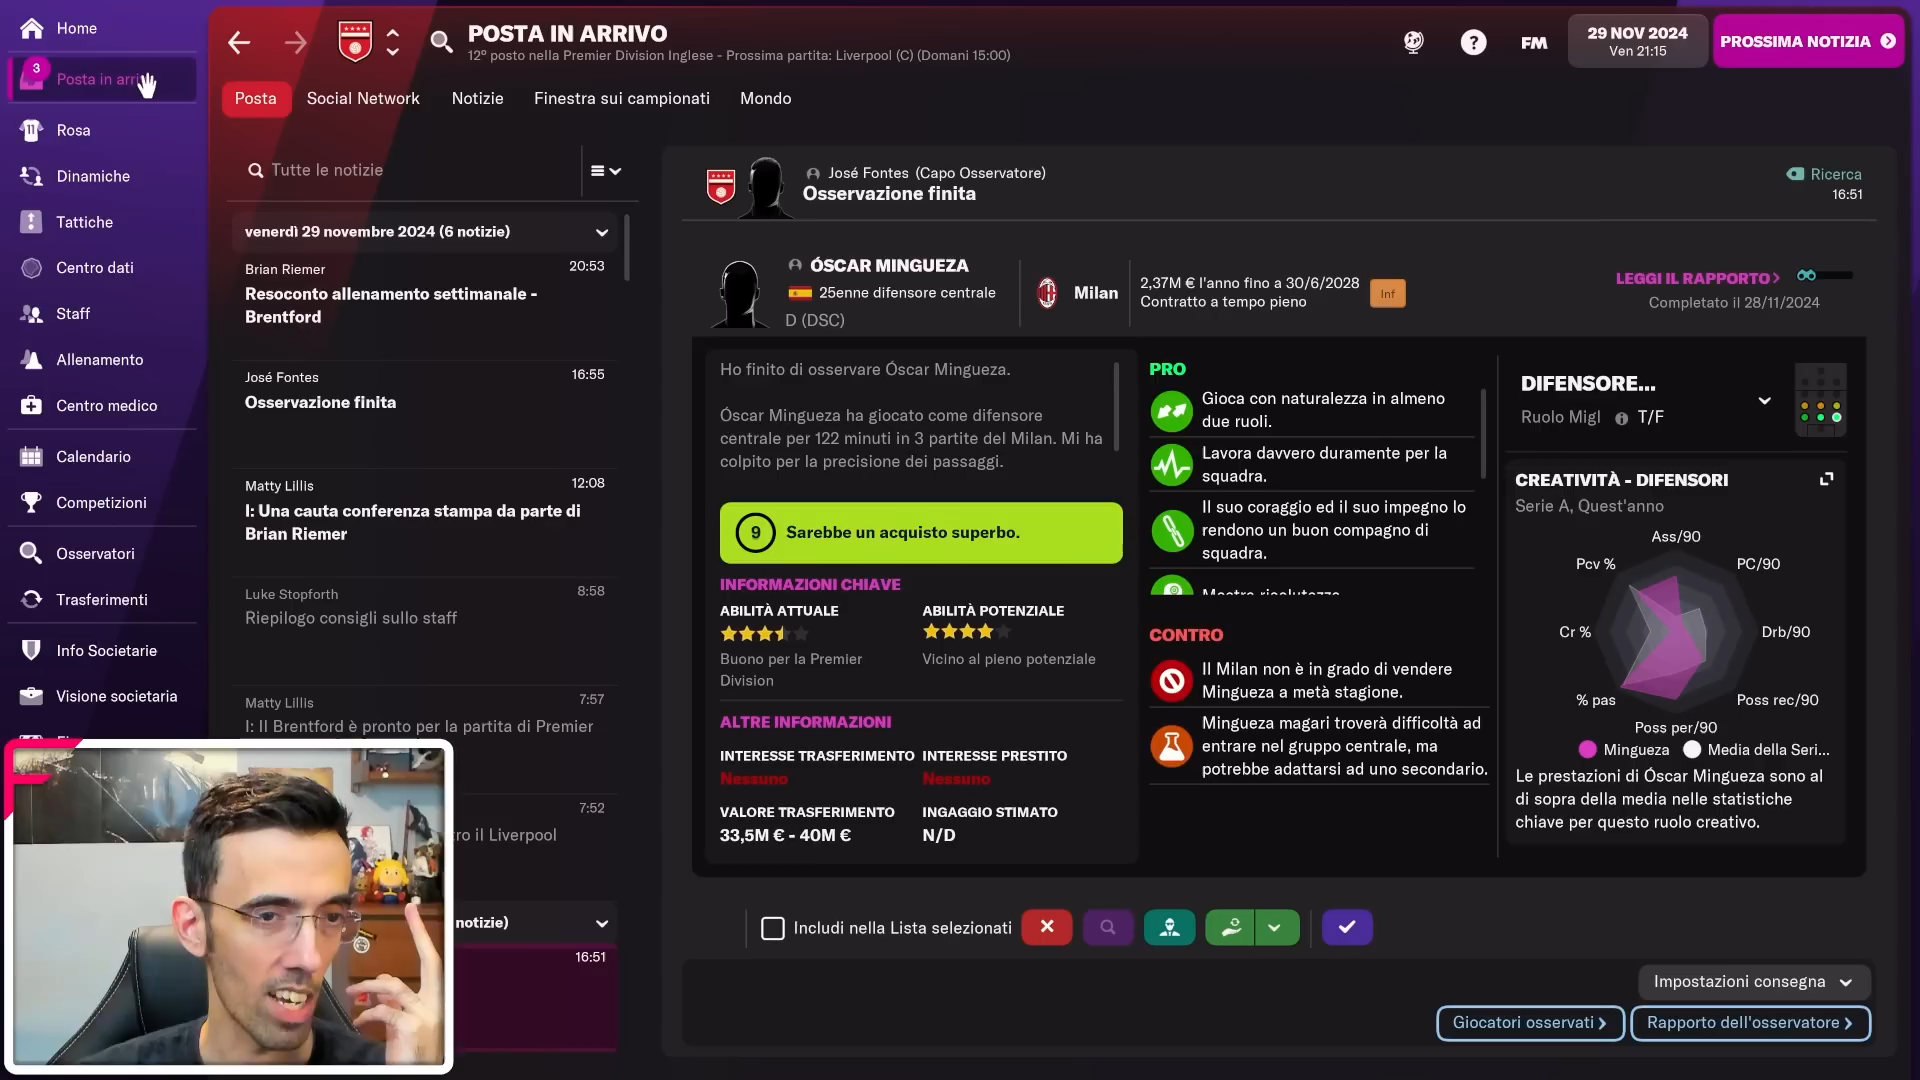 Home
3
Posta in arri
Rosa
Dinamiche
Tattiche
Centro dati
Staff
Allenamento
Centro medico
Calendario
Competizioni
Osservatori
Trasferimenti
Info Societarie
Visione societaria
POSTA IN ARRIVO
12° posto nella Premier Division Inglese - Prossima partita: Liverpool (C) (Domani 15:00)
FM
29 NOV 2024
Ven 21:15
PROSSIMA NOTIZIA
Posta
Social Network
Notizie
Finestra sui campionati
Mondo
Tutte le notizie
venerdì 29 novembre 2024 (6 notizie)
Brian Riemer
20:53
Resoconto allenamento settimanale -
Brentford
José Fontes
16:55
Osservazione finita
Matty Lillis
12:08
I: Una cauta conferenza stampa da parte di
Brian Riemer
Luke Stopforth
8:58
Riepilogo consigli sullo staff
Matty Lillis
7:57
I: Il Brentford è pronto per la partita di Premier
7:52
tro il Liverpool
notizie)
16:51
José Fontes (Capo Osservatore)
Osservazione finita
Ricerca
16:51
ÓSCAR MINGUEZA
25enne difensore centrale
D (DSC)
Milan
2,37M € l'anno fino a 30/6/2028
Contratto a tempo pieno
Inf
LEGGI IL RAPPORTO
Completato il 28/11/2024
Ho finito di osservare Óscar Mingueza.
Óscar Mingueza ha giocato come difensore
centrale per 122 minuti in 3 partite del Milan. Mi ha
colpito per la precisione dei passaggi.
9
Sarebbe un acquisto superbo.
INFORMAZIONI CHIAVE
ABILITÀ ATTUALE
ABILITÀ POTENZIALE
Buono per la Premier
Division
Vicino al pieno potenziale
ALTRE INFORMAZIONI
INTERESSE TRASFERIMENTO
INTERESSE PRESTITO
Nessuno
Nessuno
VALORE TRASFERIMENTO
INGAGGIO STIMATO
33,5M € - 40M €
N/D
PRO
Gioca con naturalezza in almeno
due ruoli.
Lavora davvero duramente per la
squadra.
Il suo coraggio ed il suo impegno lo
rendono un buon compagno di
squadra.
Mostra risolutezza
CONTRO
Il Milan non è in grado di vendere
Mingueza a metà stagione.
Mingueza magari troverà difficoltà ad
entrare nel gruppo centrale, ma
potrebbe adattarsi ad uno secondario.
DIFENSORE...
Ruolo Migl
T/F
CREATIVITÀ - DIFENSORI
Serie A, Quest'anno
Ass/90
Pcv %
PC/90
Cr %
Drb/90
% pas
Poss rec/90
Poss per/90
Mingueza
Media della Seri...
Le prestazioni di Óscar Mingueza sono al
di sopra della media nelle statistiche
chiave per questo ruolo creativo.
Includi nella Lista selezionati
Impostazioni consegna
Giocatori osservati
Rapporto dell'osservatore